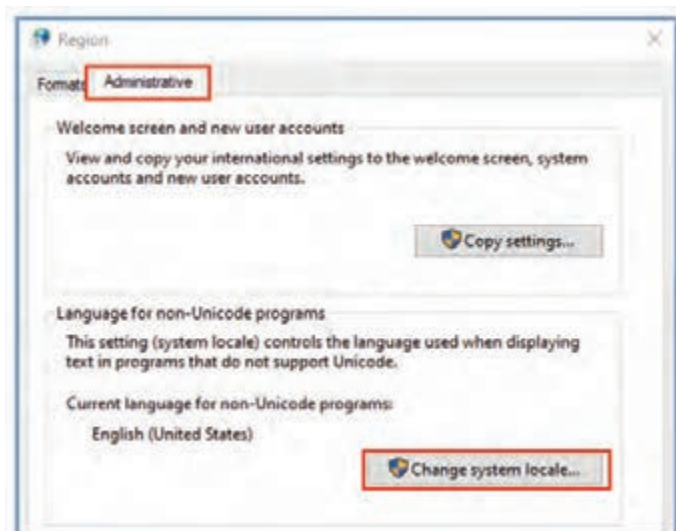 Region
Formats Administrative
Welcome screen and new user accounts
View and copy your international settings to the welcome screen, system
accounts and new user accounts.
Copy settings...
Language for non-Unicode programs
This setting (system locale) controls the language used when displaying
text in programs that do not support Unicode.
Current language for non-Unicode programs:
English (United States)
Change system locale...